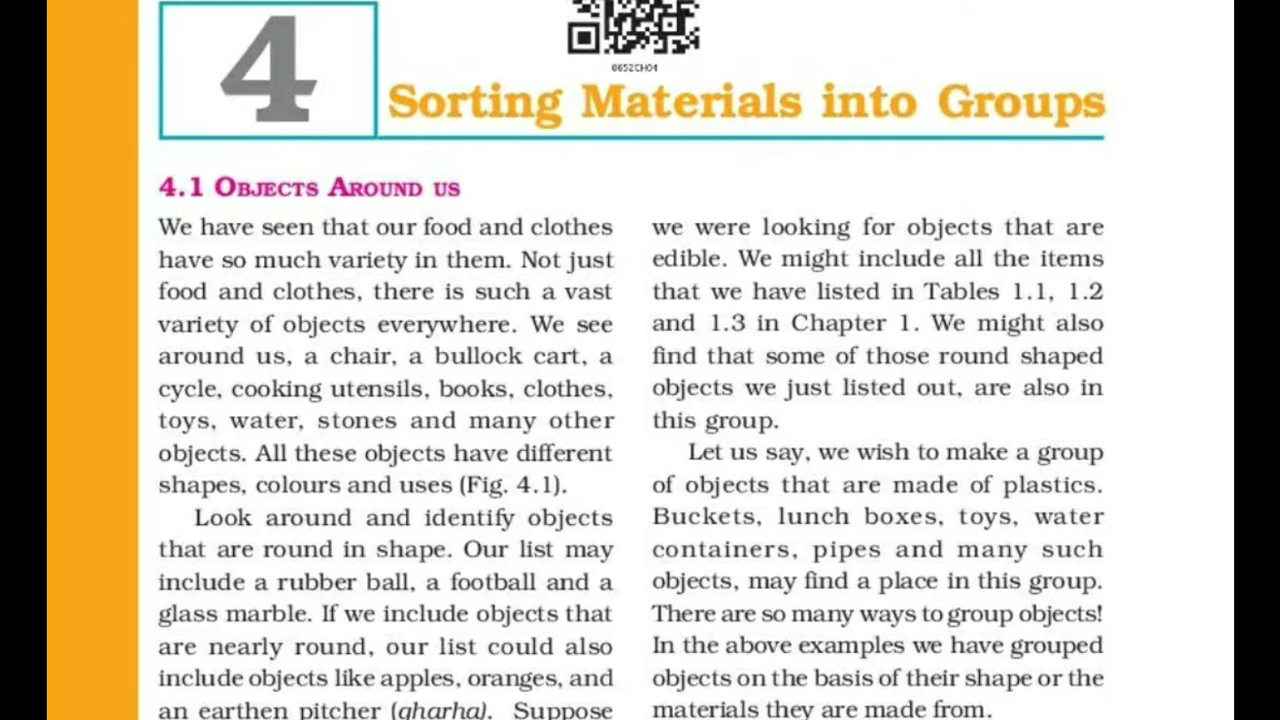 4
0652CH04
Sorting Materials into Groups
4.1 OBJECTS AROUND US
We have seen that our food and clothes
have so much variety in them. Not just
food and clothes, there is such a vast
variety of objects everywhere. We see
around us, a chair, a bullock cart, a
cycle, cooking utensils, books, clothes,
toys, water, stones and many other
objects. All these objects have different
shapes, colours and uses (Fig. 4.1).
Look around and identify objects
that are round in shape. Our list may
include a rubber ball, a football and a
glass marble. If we include objects that
are nearly round, our list could also
include objects like apples, oranges, and
an earthen pitcher (gharha). Suppose
we were looking for objects that are
edible. We might include all the items
that we have listed in Tables 1.1, 1.2
and 1.3 in Chapter 1. We might also
find that some of those round shaped
objects we just listed out, are also in
this group.
Let us say, we wish to make a group
of objects that are made of plastics.
Buckets, lunch boxes, toys, water
containers, pipes and many such
objects, may find a place in this group.
There are so many ways to group objects!
In the above examples we have grouped
objects on the basis of their shape or the
materials they are made from.